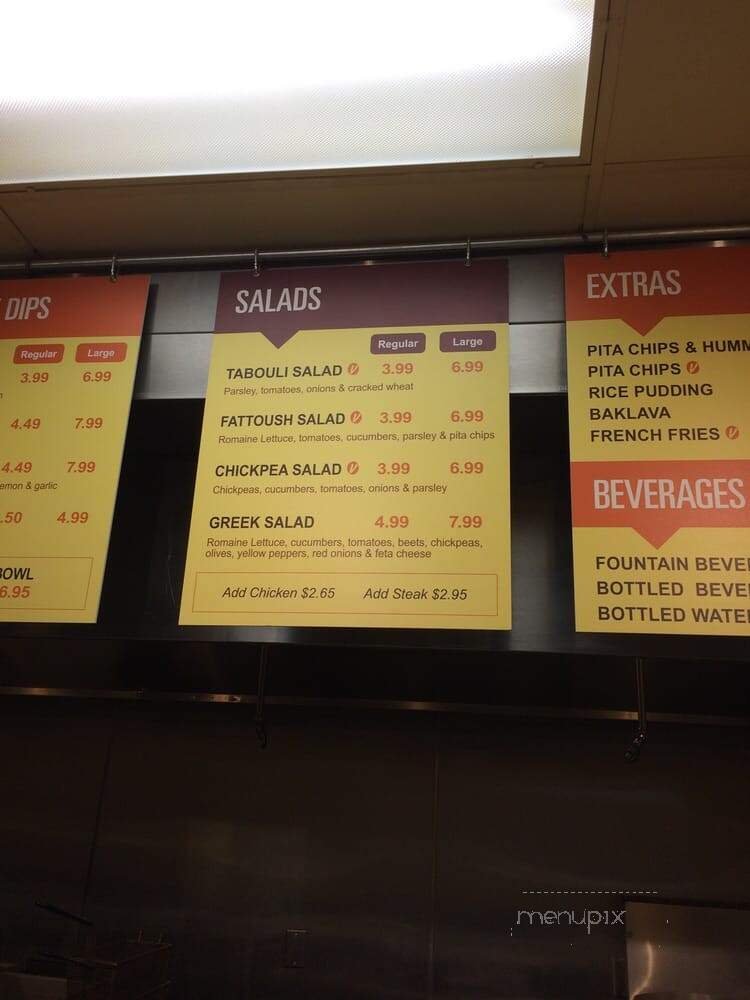 DIPS
Regular Large
3.99 6.99
4.49 7.99
4.49 7.99
emon & garlic
.50 4.99
BOWL
6.95
SALADS
Regular Large
TABOULI SALAD 3.99 6.99
Parsley, tomatoes, onions & cracked wheat
FATTOUSH SALAD 3.99 6.99
Romaine Lettuce, tomatoes, cucumbers, parsley & pita chips
CHICKPEA SALAD 3.99 6.99
Chickpeas, cucumbers, tomatoes, onions & parsley
GREEK SALAD 4.99 7.99
Romaine Lettuce, cucumbers, tomatoes, beets, chickpeas,
olives, yellow peppers, red onions & feta cheese
Add Chicken $2.65 Add Steak $2.95
EXTRAS
PITA CHIPS & HUMM
PITA CHIPS
RICE PUDDING
BAKLAVA
FRENCH FRIES
BEVERAGES
FOUNTAIN BEVE
BOTTLED BEVE
BOTTLED WATE
menupix